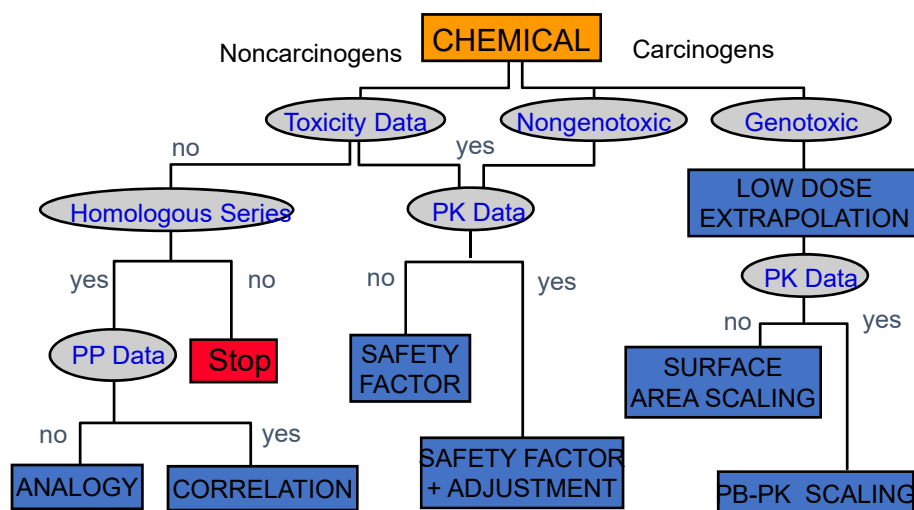 CHEMICAL
Noncarcinogens
Carcinogens
Toxicity Data
Nongenotoxic
Genotoxic
no
yes
Homologous Series
PK Data
LOW DOSE
EXTRAPOLATION
yes
no
no
yes
PK Data
no
yes
PP Data
Stop
SAFETY
FACTOR
SURFACE
AREA SCALING
no
yes
ANALOGY
CORRELATION
SAFETY FACTOR
+ ADJUSTMENT
PB-PK SCALING